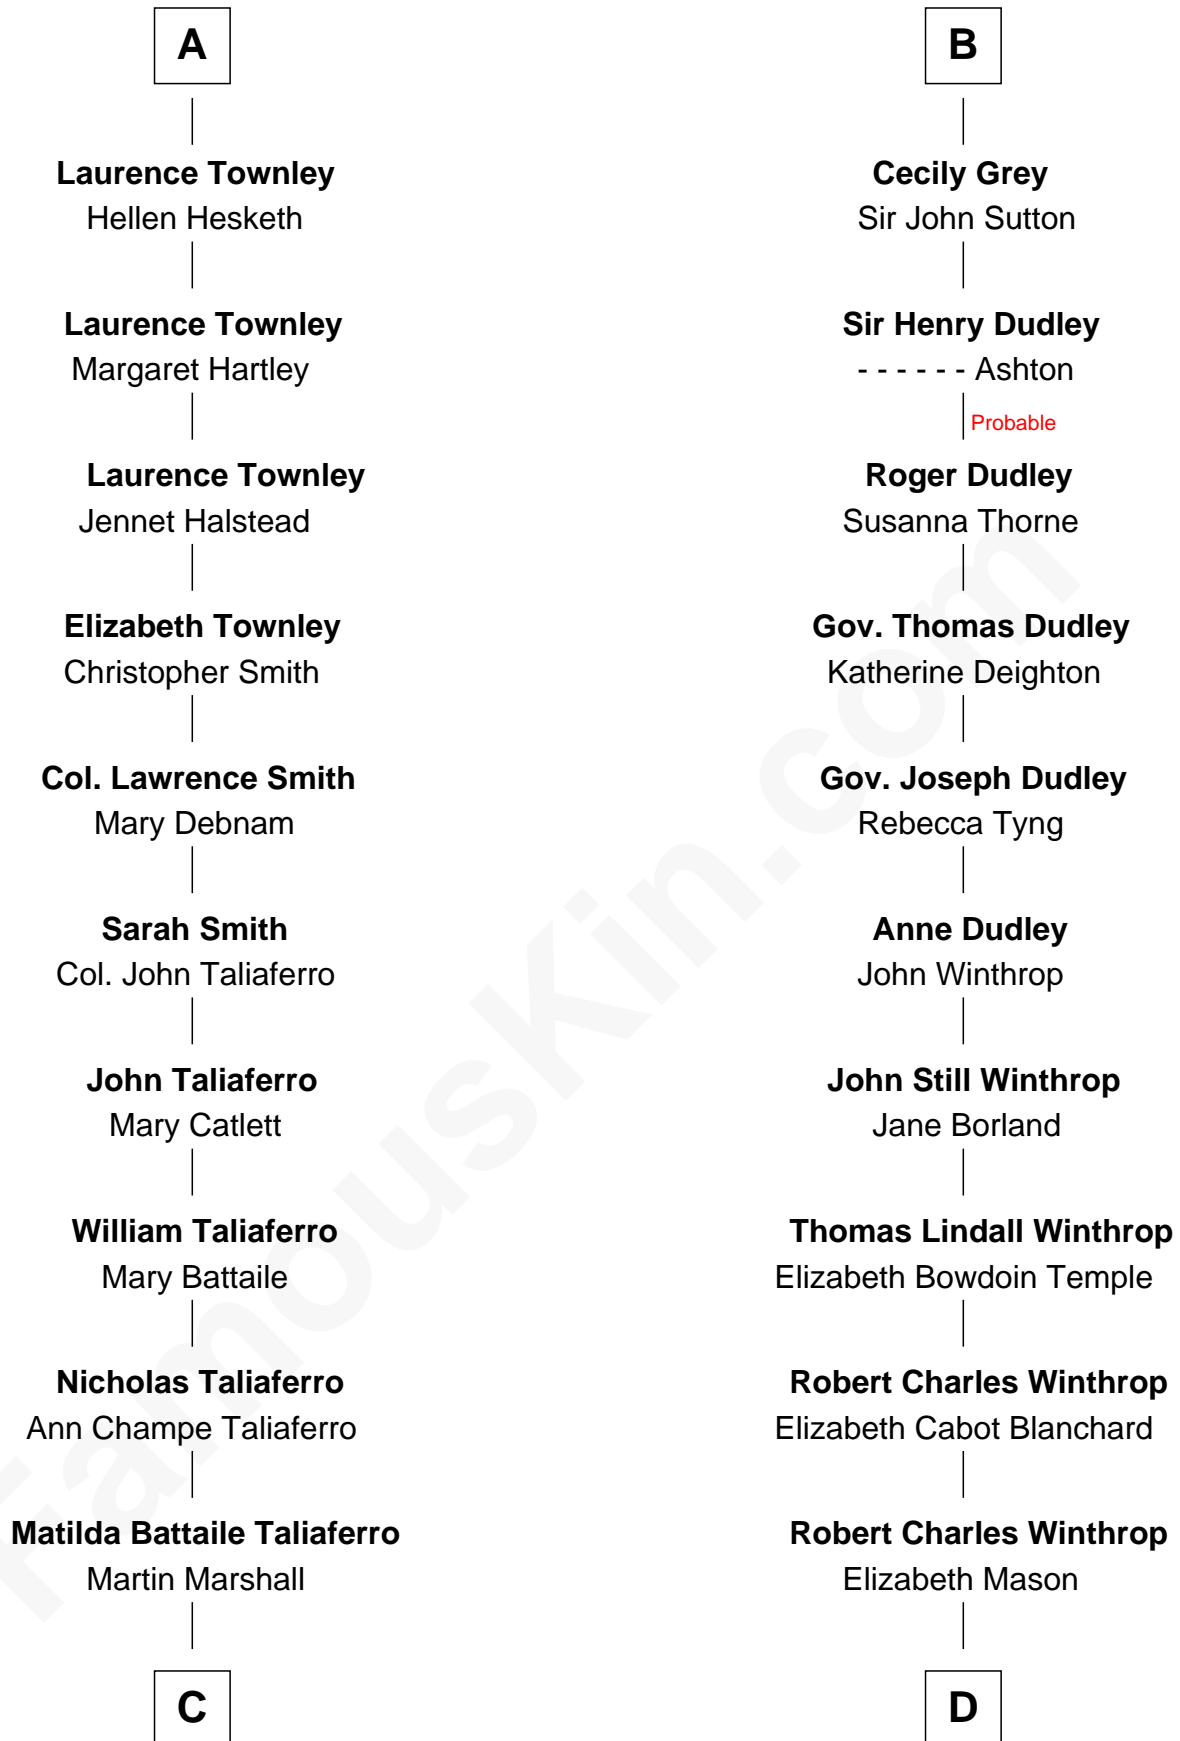 A
Laurence Townley
Hellen Hesketh
Laurence Townley
Margaret Hartley
Laurence Townley
Jennet Halstead
Elizabeth Townley
Christopher Smith
Col. Lawrence Smith
Mary Debnam
Sarah Smith
Col. John Taliaferro
John Taliaferro
Mary Catlett
William Taliaferro
Mary Battaile
Nicholas Taliaferro
Ann Champe Taliaferro
Matilda Battaile Taliaferro
Martin Marshall
C
B
Cecily Grey
Sir John Sutton
Sir Henry Dudley
- - - - - - Ashton
Probable
Roger Dudley
Susanna Thorne
Gov. Thomas Dudley
Katherine Deighton
Gov. Joseph Dudley
Rebecca Tyng
Anne Dudley
John Winthrop
John Still Winthrop
Jane Borland
Thomas Lindall Winthrop
Elizabeth Bowdoin Temple
Robert Charles Winthrop
Elizabeth Cabot Blanchard
Robert Charles Winthrop
Elizabeth Mason
D
FamousKin.com